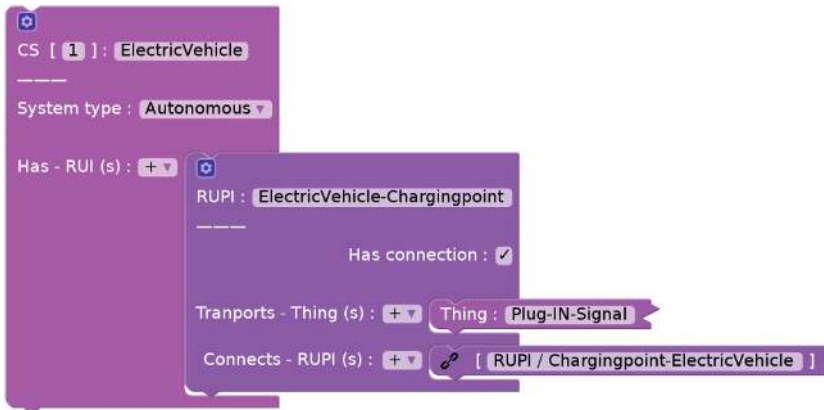 CS [ 1 ] : ElectricVehicle
———
System type : Autonomous ▾
Has - RUI (s) : + ▾
RUPI : ElectricVehicle-Chargingpoint
———
Has connection : ✓
Tranports - Thing (s) : + ▾ Thing : Plug-IN-Signal
Connects - RUPI (s) : + ▾ [ RUPI / Chargingpoint-ElectricVehicle ]